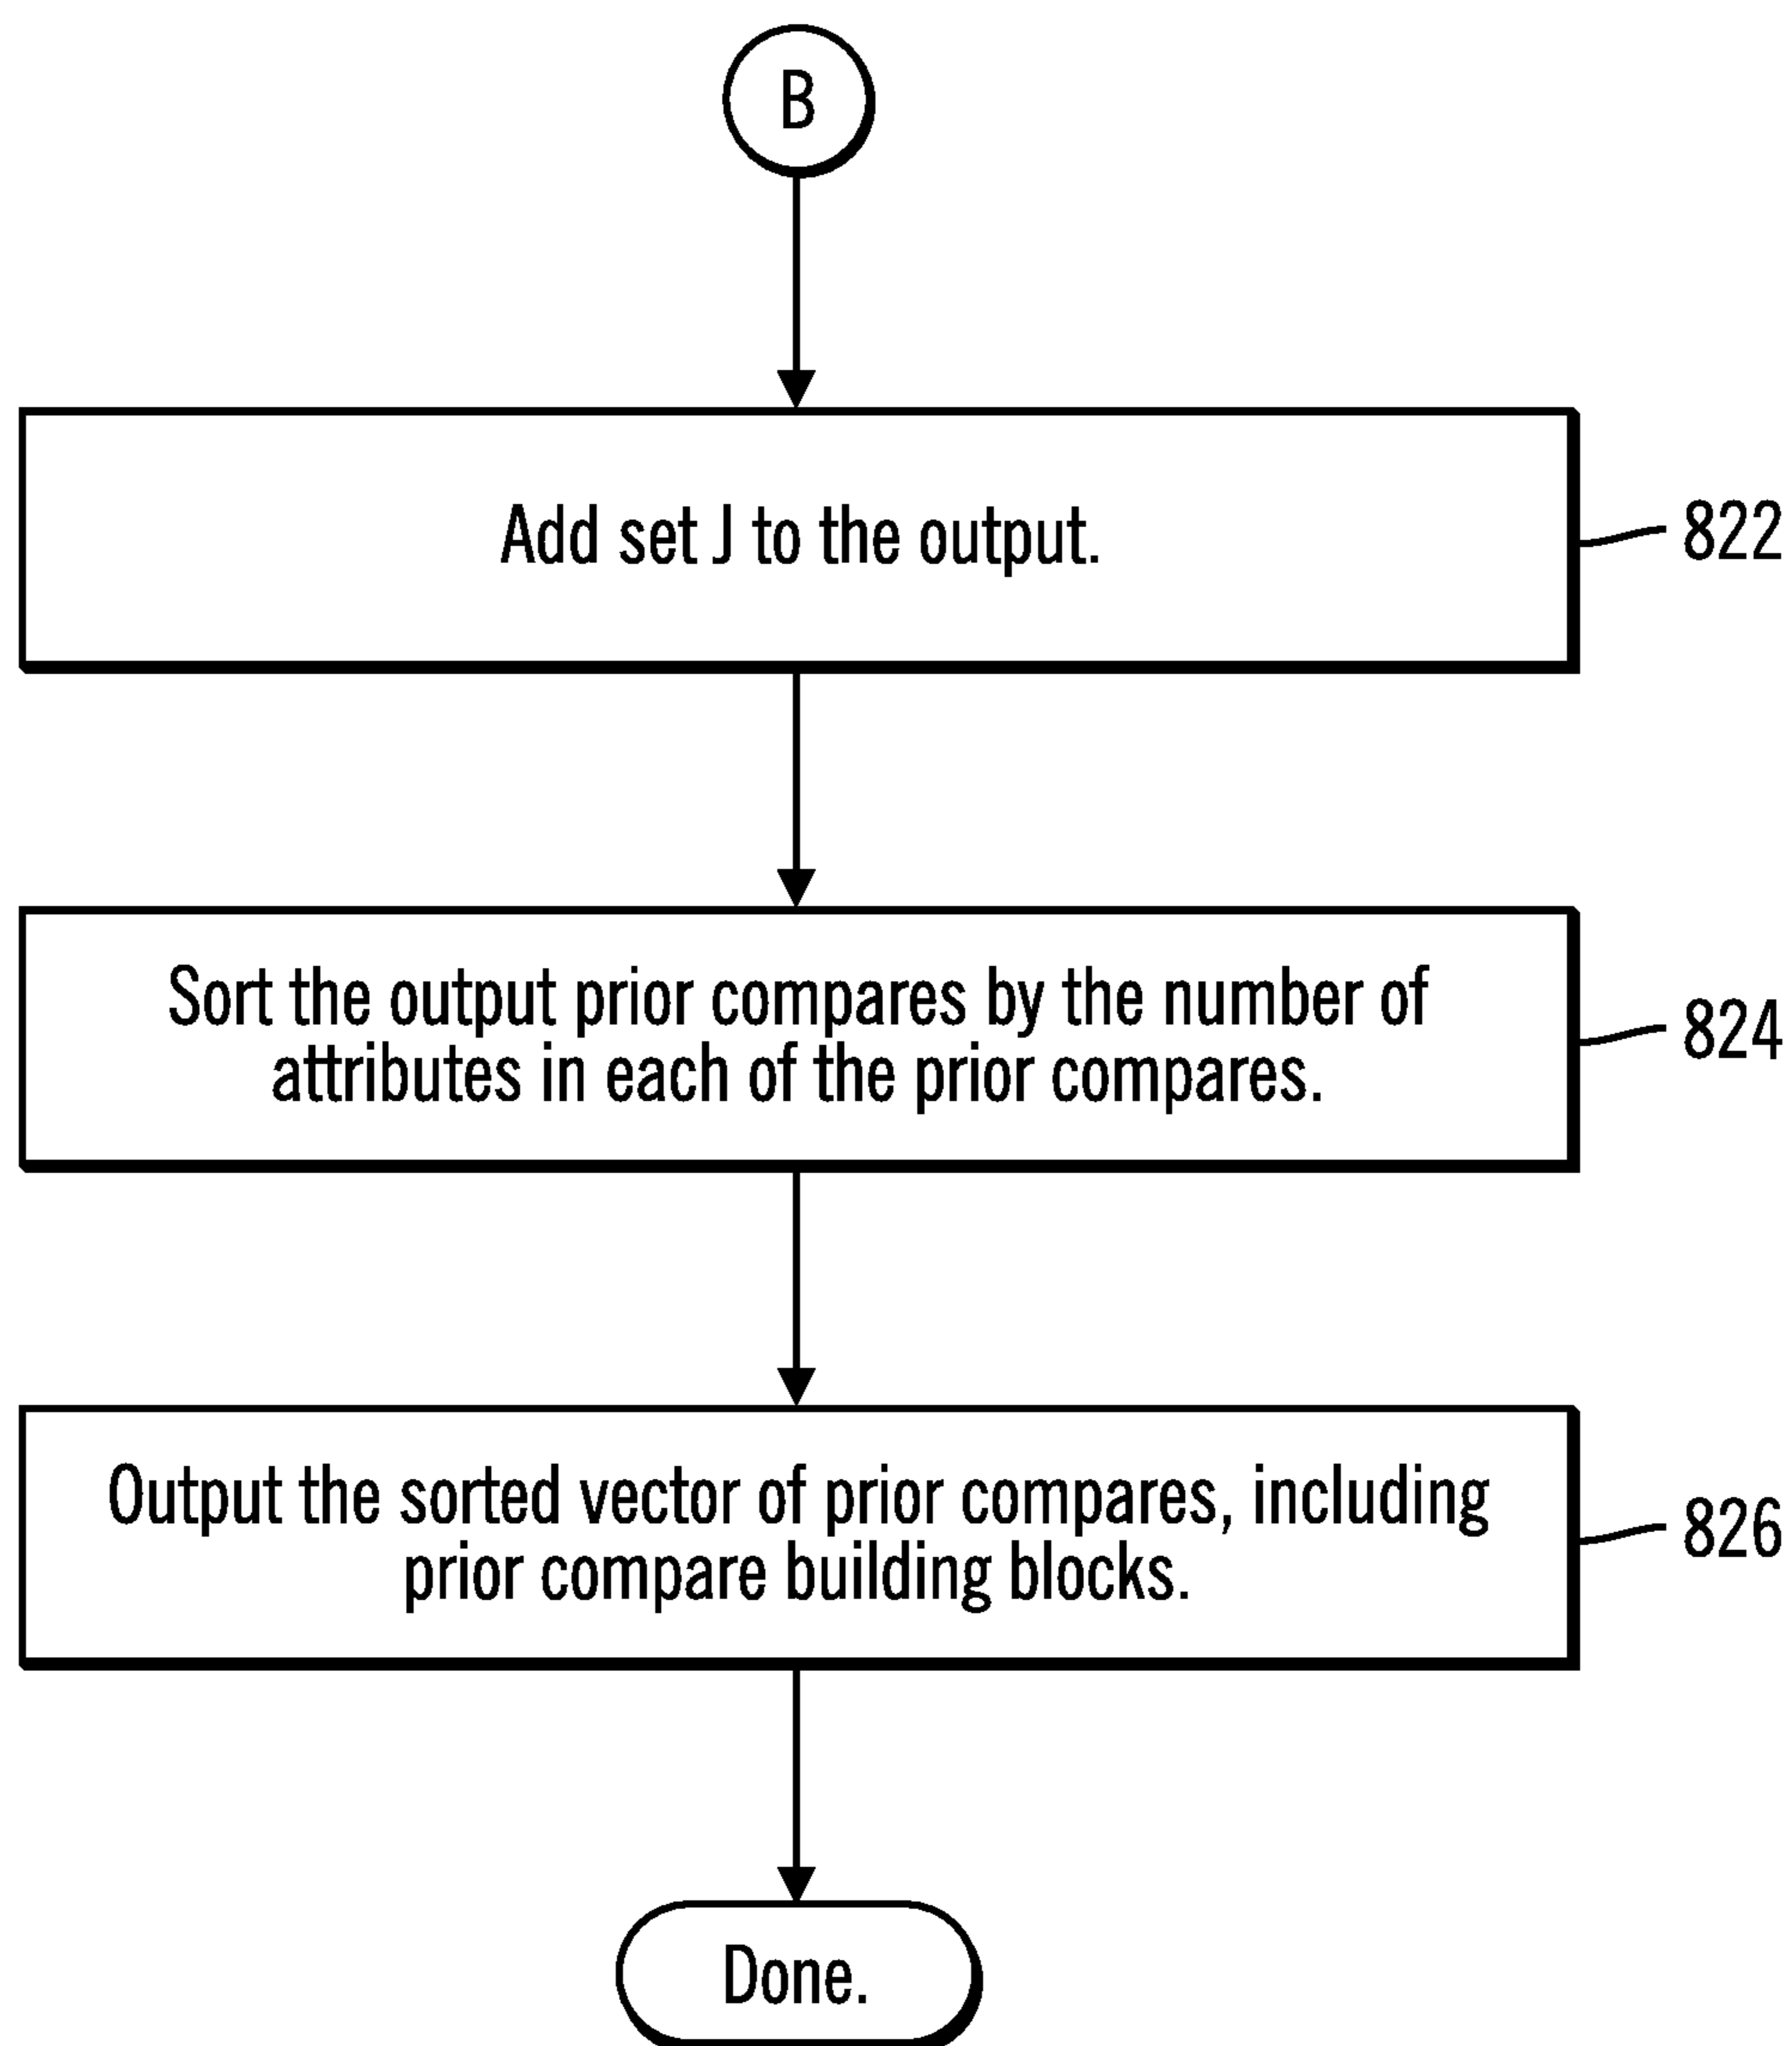 B
Add set J to the output.
822
Sort the output prior compares by the number of
attributes in each of the prior compares.
824
Output the sorted vector of prior compares, including
prior compare building blocks.
826
Done.